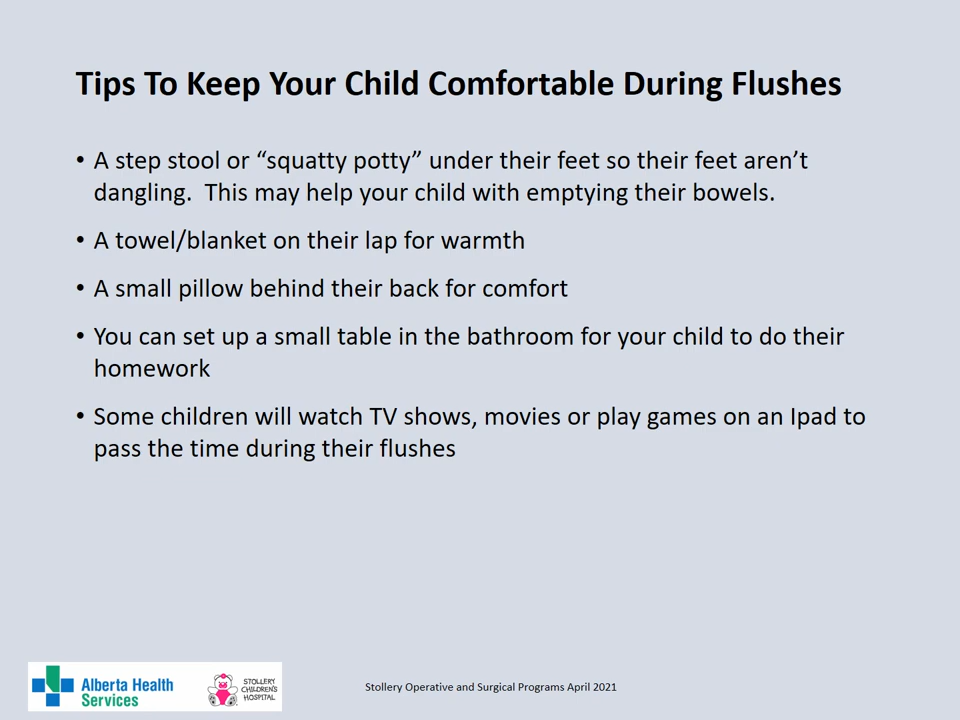 Tips To Keep Your Child Comfortable During Flushes
• A step stool or “squatty potty” under their feet so their feet aren’t
dangling.  This may help your child with emptying their bowels.
• A towel/blanket on their lap for warmth
• A small pillow behind their back for comfort
• You can set up a small table in the bathroom for your child to do their
homework
• Some children will watch TV shows, movies or play games on an Ipad to
pass the time during their flushes
Alberta Health
Services
STOLLERY
CHILDREN'S
HOSPITAL
Stollery Operative and Surgical Programs April 2021